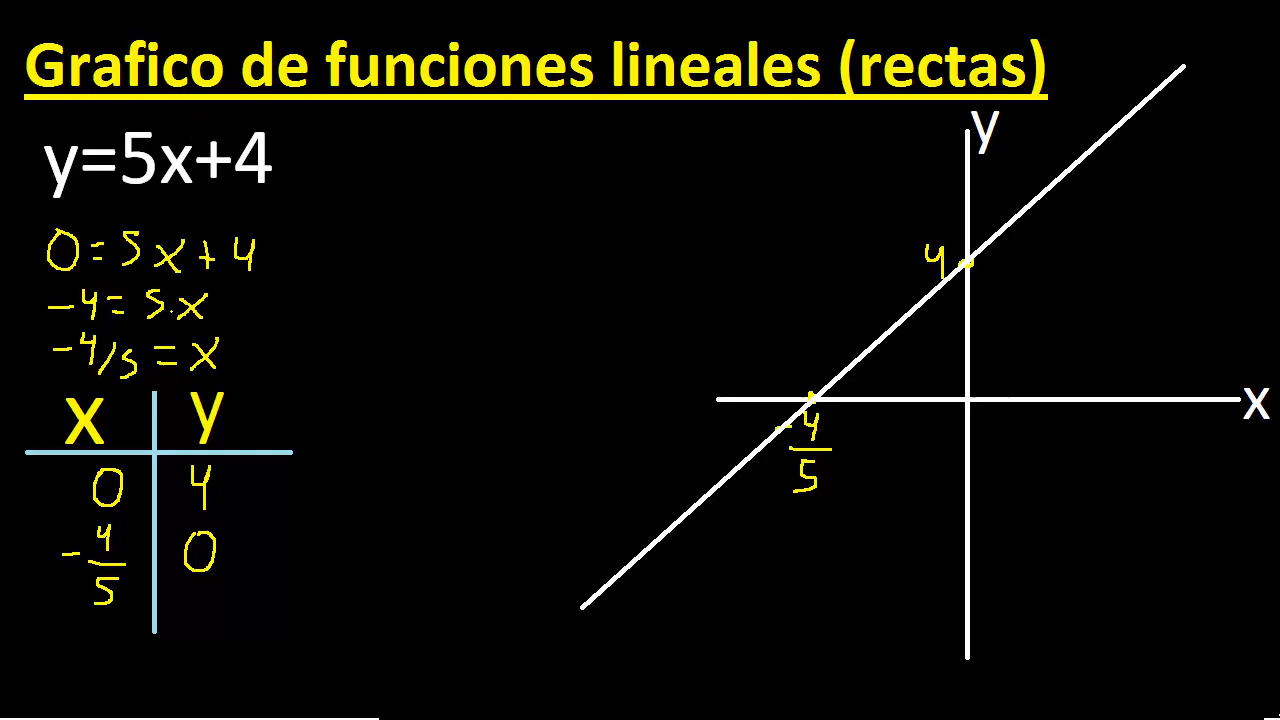 Grafico de funciones lineales (rectas)
y=5x+4
0=5x+4
-4=5.x
-4/5=x
x y
0 4
-4/5 0
y
4
x
-4/5